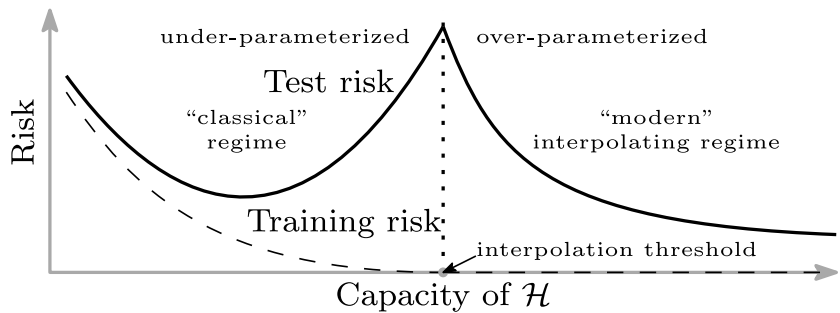 under-parameterized
over-parameterized
Test risk
“classical”
regime
“modern”
interpolating regime
Risk
Training risk
interpolation threshold
Capacity of ℋ